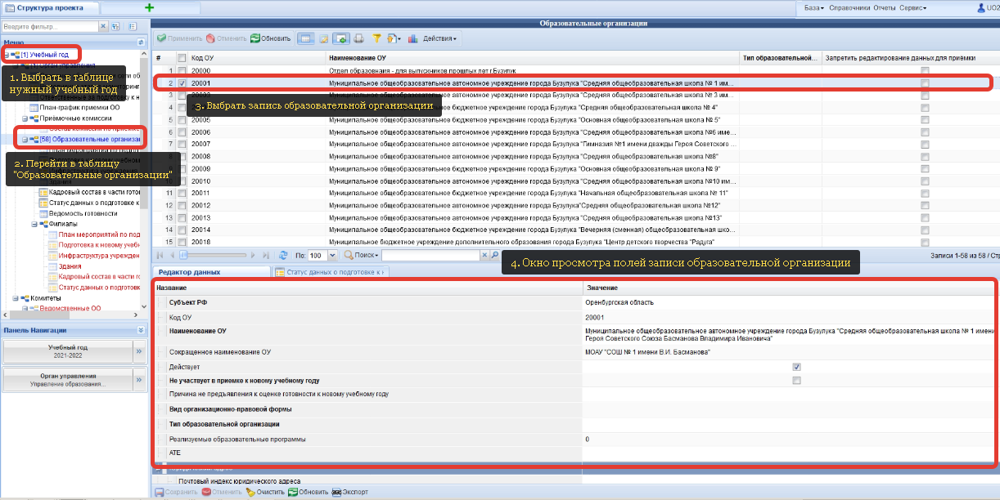 Структура проекта
База
Справочники
Отчеты
Сервис
UO2
Введите фильтр...
Меню
[1] Учебный год
1. Выбрать в таблице
нужный учебный год
План-график приемки ОО
Приёмочные комиссии
[58] Образовательные организац
2. Перейти в таблицу
"Образовательные организации"
Кадровый состав в части гото
Статус данных о подготовке к
Ведомость готовности
Филиалы
План мероприятий по под
Подготовка к новому учебн
Инфраструктура учрежден
Здания
Кадровый состав в части го
Статус данных о подготовк
Комитеты
Ведомственные ОО
Панель Навигации
Учебный год
2021-2022
Орган управления
Управление образования...
Образовательные организации
Применить
Отменить
Обновить
Действия
# Код ОУ Наименование ОУ Тип образовательной... Запретить редактирование данных для приёмки
1 20000 Отдел образовнаия - для выпускников прошлых лет г.Бузулук
2 20001 Муниципальное общеобразовательное автономное учреждение города Бузулука "Средняя общеобразовательная школа № 1 им...
3 20003 Муниципальное общеобразовательное автономное учреждение города Бузулука "Средняя общеобразовательная школа № 3 им...
3. Выбрать запись образовательной организации
бюджетное учреждение города Бузулука "Средняя общеобразовательная школа № 4"
5 20005 Муниципальное общеобразовательное бюджетное учреждение города Бузулука "Основная общеобразовательная школа № 5"
6 20006 Муниципальное общеобразовательное автономное учреждение города Бузулука "Средняя общеобразовательная школа №6 име...
7 20007 Муниципальное общеобразовательное автономное учреждение города Бузулука "Гимназия №1 имени дважды Героя Советского ...
8 20008 Муниципальное общеобразовательное автономное учреждение города Бузулука "Средняя общеобразовательная школа №8"
9 20009 Муниципальное общеобразовательное бюджетное учреждение города Бузулука "Основная общеобразовательная школа № 9"
10 20010 Муниципальное общеобразовательное автономное учреждение города Бузулука "Средняя общеобразовательная школа №10 им...
11 20011 Муниципальное общеобразовательное бюджетное учреждение города Бузулука "Начальная общеобразовательная школа № 11"
12 20012 Муниципальное общеобразовательное бюджетное учреждение города Бузулука"Средняя общеобразовательная школа №12"
13 20013 Муниципальное общеобразовательное автономное учреждение города Бузулука "Средняя общеобразовательная школа №13"
14 20014 Муниципальное общеобразовательное бюджетное учреждение города Бузулука "Вечерняя (сменная) общеобразовательная шко...
15 20018 Муниципальное бюджетное учреждение дополнительного образования города Бузулука "Центр детского творчества "Радуга"
По: 100
Поиск
Записи 1-58 из 58 / Стр
4. Окно просмотра полей записи образовательной организации
Редактор данных
Статус данных о подготовке к
Название Значение
Субъект РФ Оренбургская область
Код ОУ 20001
Наименование ОУ Муниципальное общеобразовательное автономное учреждение города Бузулука "Средняя общеобразовательная школа № 1 имени
Героя Советского Союза Басманова Владимира Ивановича"
Сокращенное наименование ОУ МОАУ "СОШ № 1 имени В.И. Басманова"
Действует
Не участвует в приемке к новому учебному году
Причина не предъявления к оценке готовности к новому учебному году
Вид организационно-правовой формы
Тип образовательной организации
Реализуемые образовательные программы 0
АТЕ
Почтовый индекс юридического адреса
Сохранить
Отменить
Очистить
Обновить
Экспорт